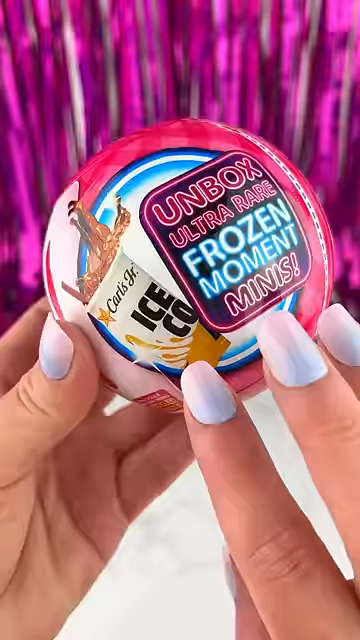 UNBOX
ULTRA RARE
FROZEN
MOMENT
MINIS!
Carl's Jr.
ICE
CO